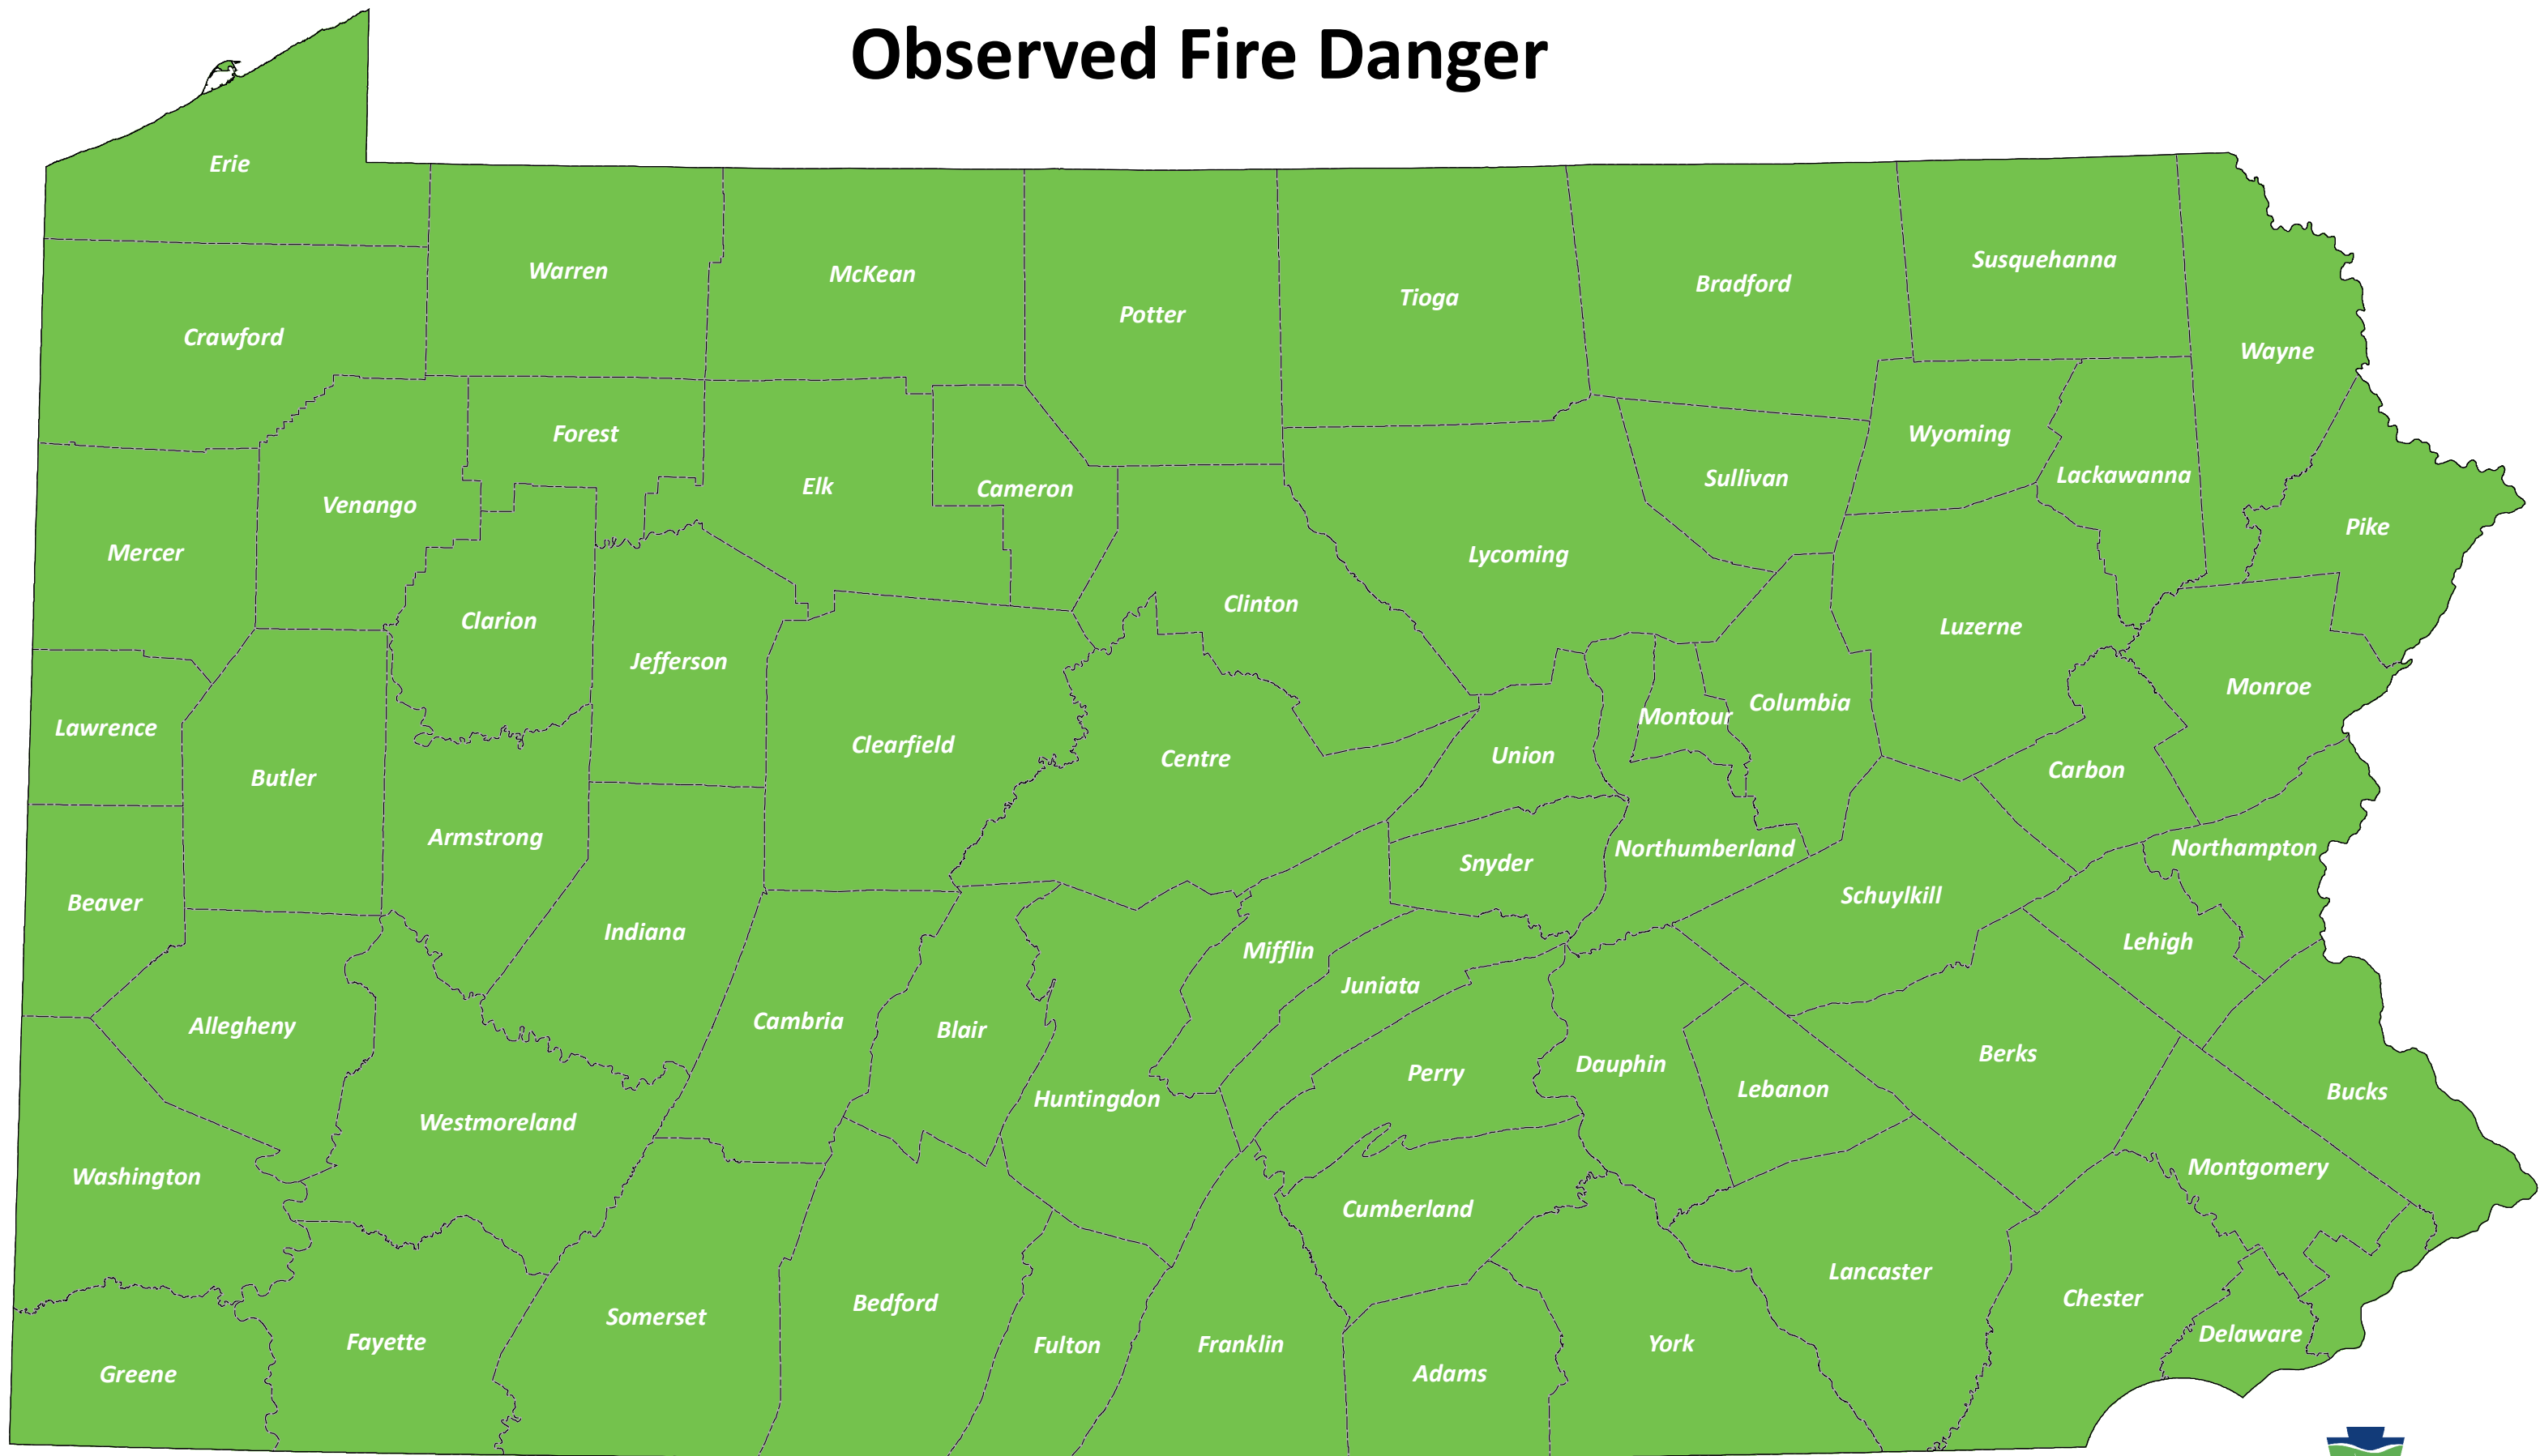 Observed Fire Danger
Erie
Warren
McKean
Potter
Tioga
Bradford
Susquehanna
Wayne
Crawford
Forest
Venango
Elk
Cameron
Sullivan
Wyoming
Lackawanna
Pike
Mercer
Clarion
Jefferson
Clinton
Lycoming
Luzerne
Monroe
Lawrence
Butler
Clearfield
Centre
Union
Montour
Columbia
Carbon
Armstrong
Snyder
Northumberland
Northampton
Beaver
Indiana
Mifflin
Schuylkill
Lehigh
Juniata
Allegheny
Cambria
Blair
Huntingdon
Perry
Dauphin
Lebanon
Berks
Bucks
Westmoreland
Washington
Cumberland
Montgomery
Lancaster
Somerset
Bedford
Chester
Fayette
Fulton
Franklin
York
Delaware
Greene
Adams